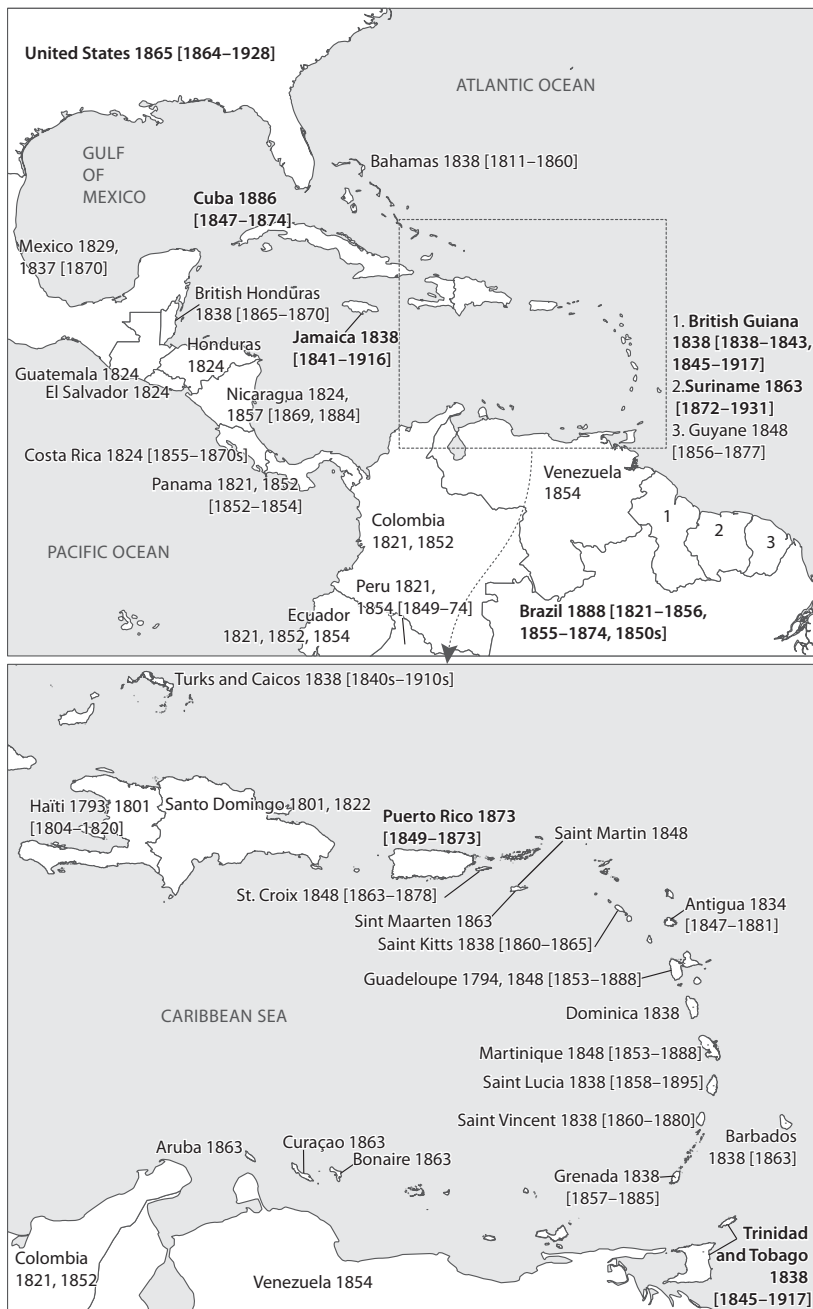 United States 1865 [1864–1928]
ATLANTIC OCEAN
GULF
OF
MEXICO
Bahamas 1838 [1811–1860]
Cuba 1886
[1847–1874]
Mexico 1829,
1837 [1870]
British Honduras
1838 [1865–1870]
Jamaica 1838
[1841–1916]
Honduras
1824
Guatemala 1824
El Salvador 1824
Nicaragua 1824,
1857 [1869, 1884]
Costa Rica 1824 [1855–1870s]
Panama 1821, 1852
[1852–1854]
1. British Guiana
1838 [1838–1843,
1845–1917]
2.Suriname 1863
[1872–1931]
3. Guyane 1848
[1856–1877]
Venezuela
1854
Colombia
1821, 1852
1
2
3
PACIFIC OCEAN
Peru 1821,
1854 [1849–74]
Ecuador
1821, 1852, 1854
Brazil 1888 [1821–1856,
1855–1874, 1850s]
Turks and Caicos 1838 [1840s–1910s]
Haïti 1793, 1801
[1804–1820]
Santo Domingo 1801, 1822
Puerto Rico 1873
[1849–1873]
Saint Martin 1848
St. Croix 1848 [1863–1878]
Sint Maarten 1863
Saint Kitts 1838 [1860–1865]
Antigua 1834
[1847–1881]
Guadeloupe 1794, 1848 [1853–1888]
CARIBBEAN SEA
Dominica 1838
Martinique 1848 [1853–1888]
Saint Lucia 1838 [1858–1895]
Saint Vincent 1838 [1860–1880]
Barbados
1838 [1863]
Aruba 1863
Curaçao 1863
Bonaire 1863
Grenada 1838
[1857–1885]
Colombia
1821, 1852
Venezuela 1854
Trinidad
and Tobago
1838
[1845–1917]